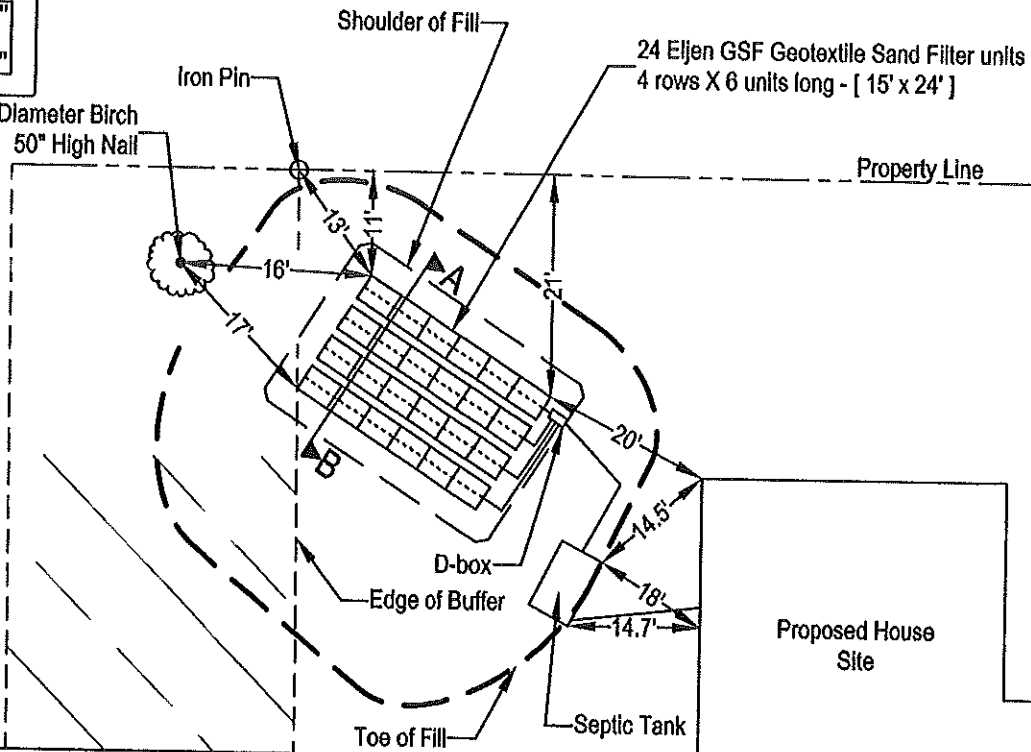 "
"
Shoulder of Fill
24 Eljen GSF Geotextile Sand Filter units
4 rows X 6 units long - [ 15' x 24' ]
Iron Pin
Diameter Birch
50" High Nail
Property Line
13'
11'
16'
A
21'
17'
20'
B
14.5'
D-box
18'
Edge of Buffer
14.7'
Proposed House
Site
Septic Tank
Toe of Fill